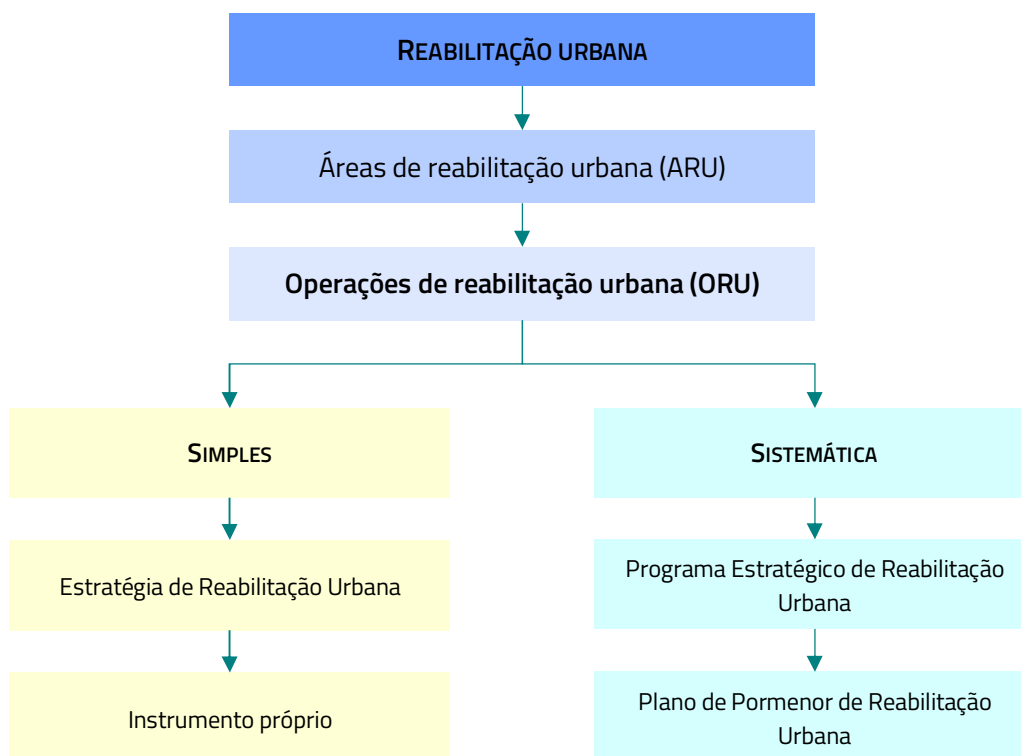 REABILITAÇÃO URBANA
Áreas de reabilitação urbana (ARU)
Operações de reabilitação urbana (ORU)
SIMPLES
SISTEMÁTICA
Estratégia de Reabilitação Urbana
Programa Estratégico de Reabilitação
Urbana
Instrumento próprio
Plano de Pormenor de Reabilitação
Urbana